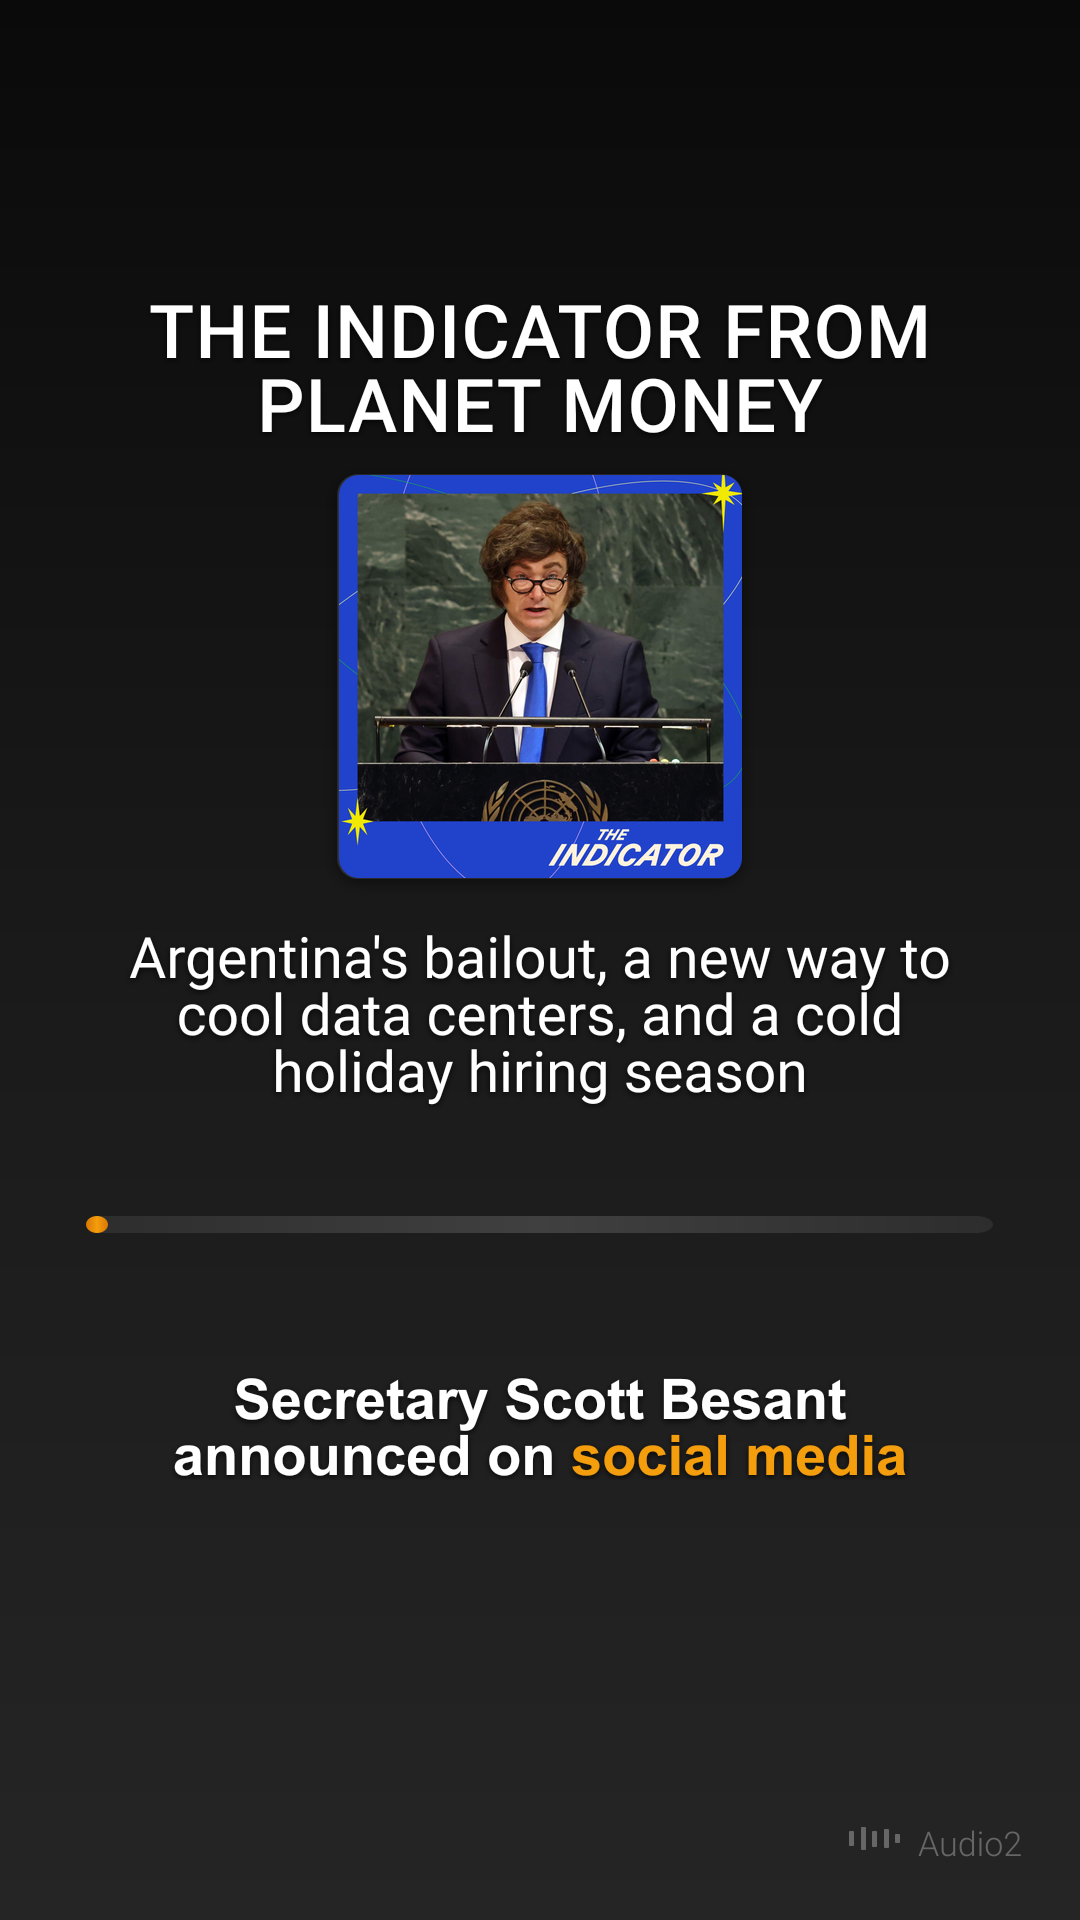 THE INDICATOR FROM
PLANET MONEY
THE
INDICATOR
Argentina's bailout, a new way to
cool data centers, and a cold
holiday hiring season
Secretary Scott Besant
announced on social media
Audio2